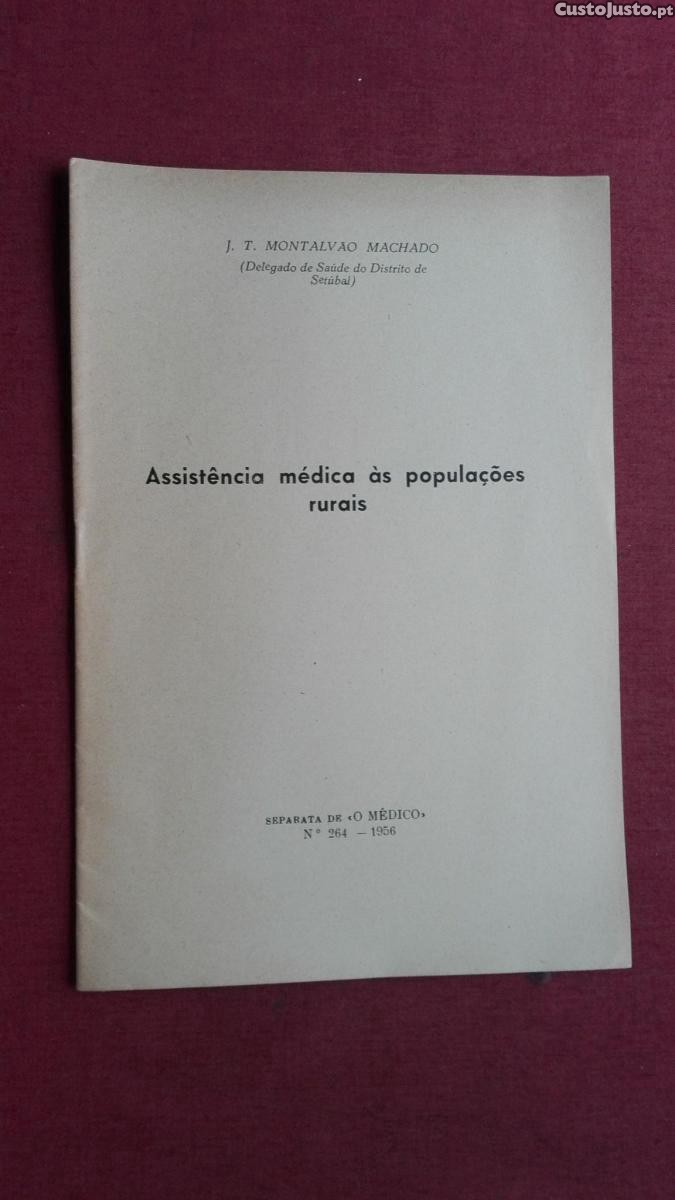 CustoJusto.pt
J. T. MONTALVAO MACHADO
(Delegado de Saúde do Distrito de
Setúbal)
Assistência médica às populações
rurais
SEPARATA DE «O MÉDICO»
N° 264 — 1956